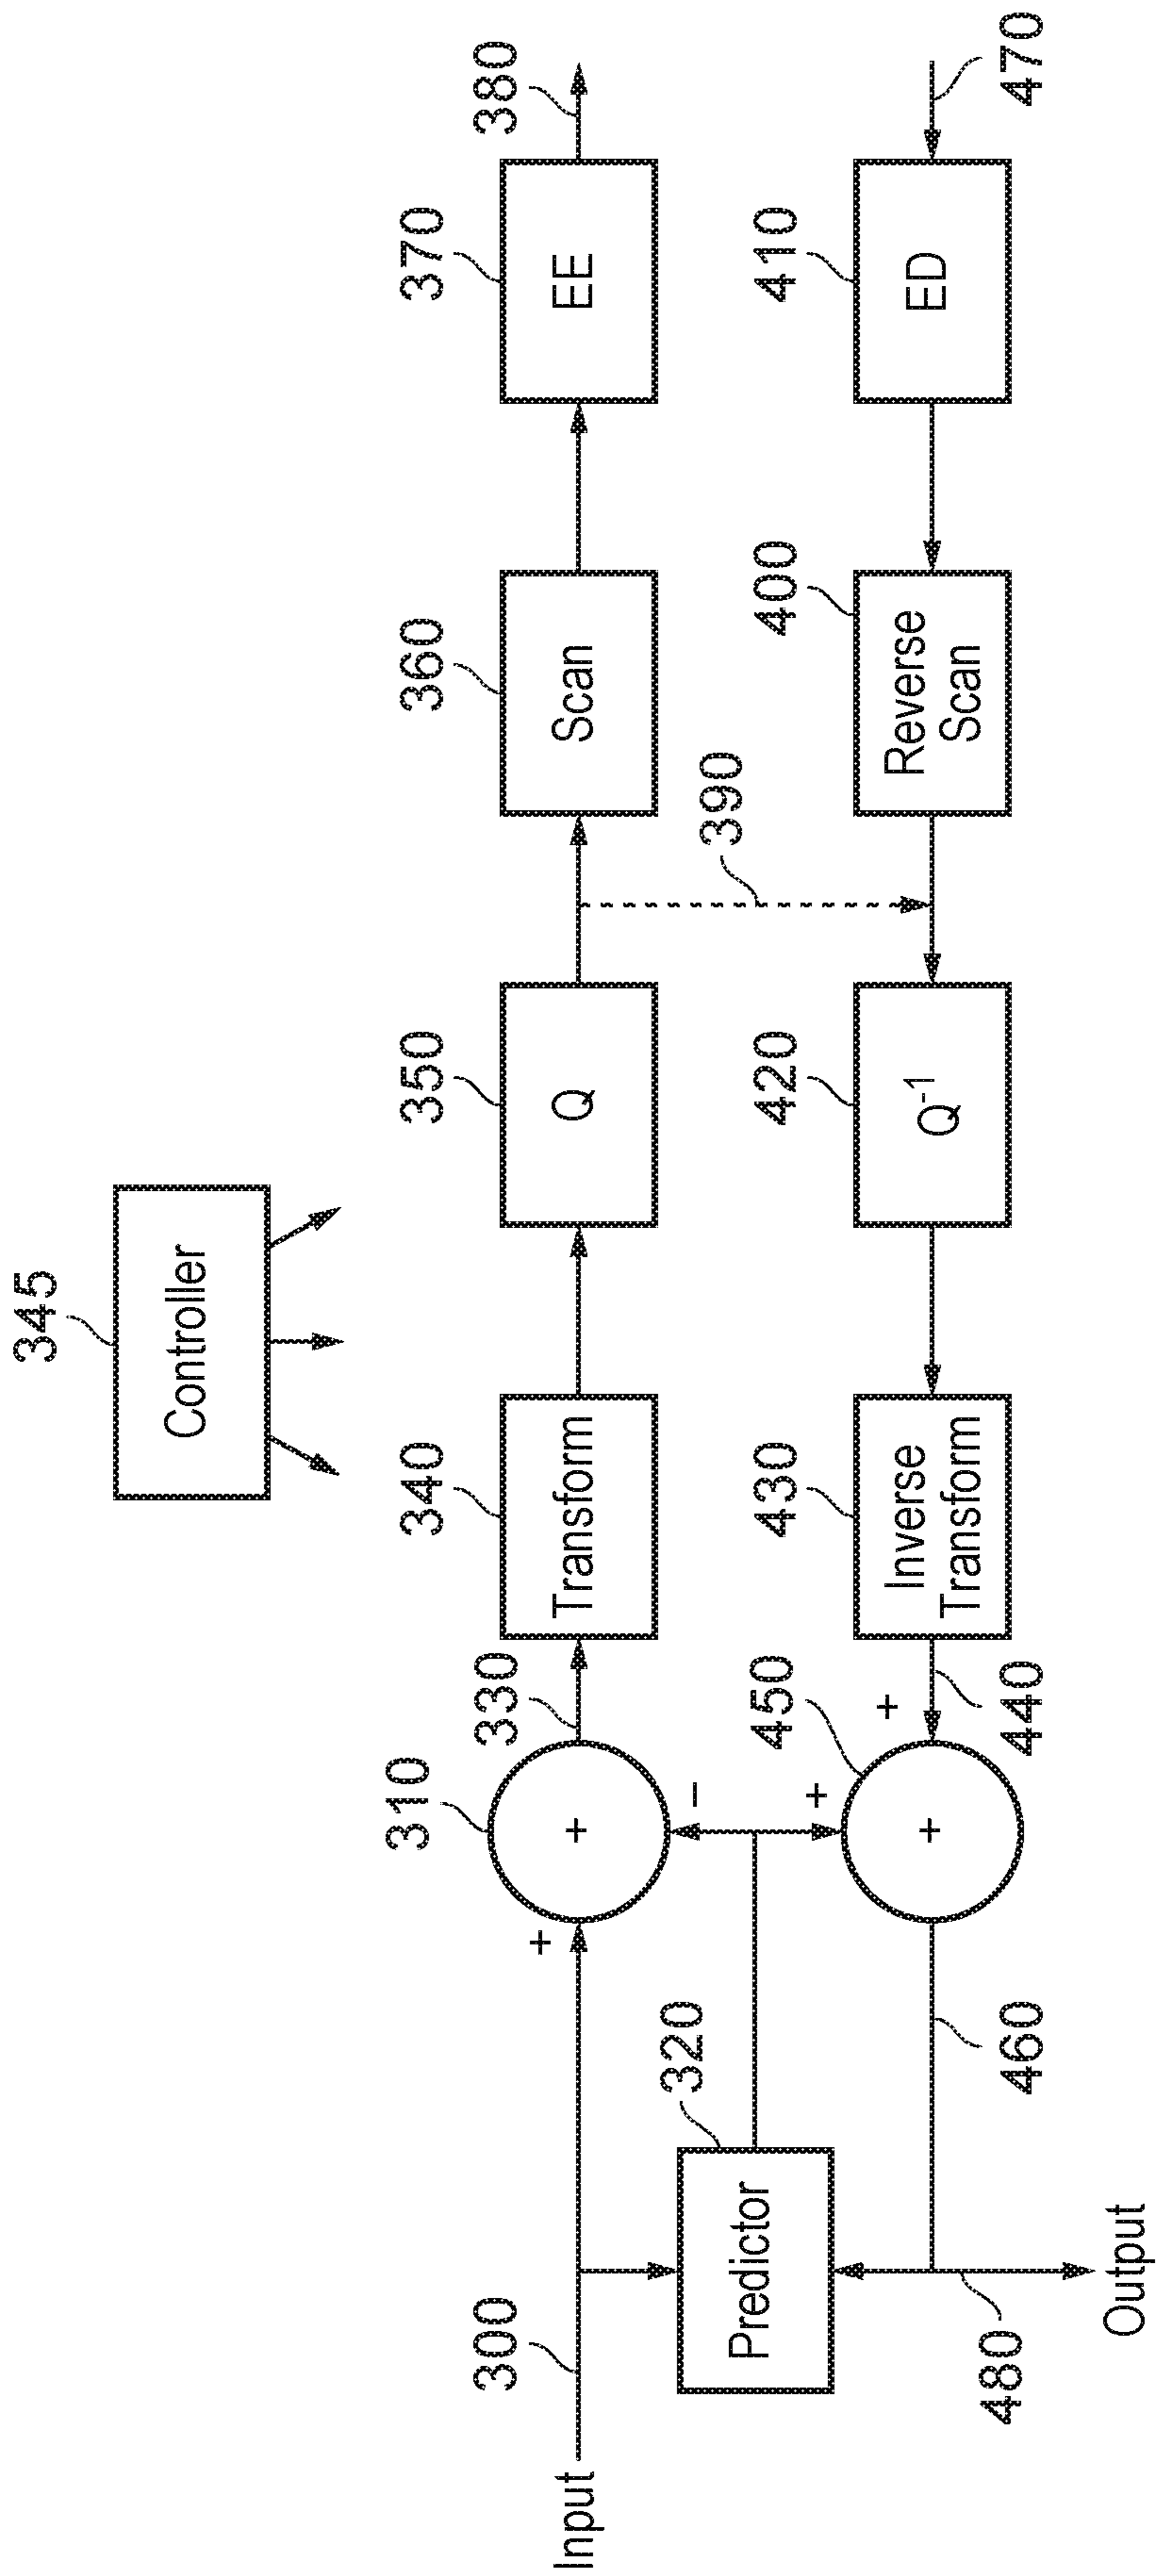 345
Controller
310
330
340
350
360
370
380
+
+
Transform
Q
Scan
EE
300
Input
320
Predictor
−
+
390
450
+
430
420
400
410
+
Inverse
Transform
Q-1
Reverse
Scan
ED
480
460
440
470
Output